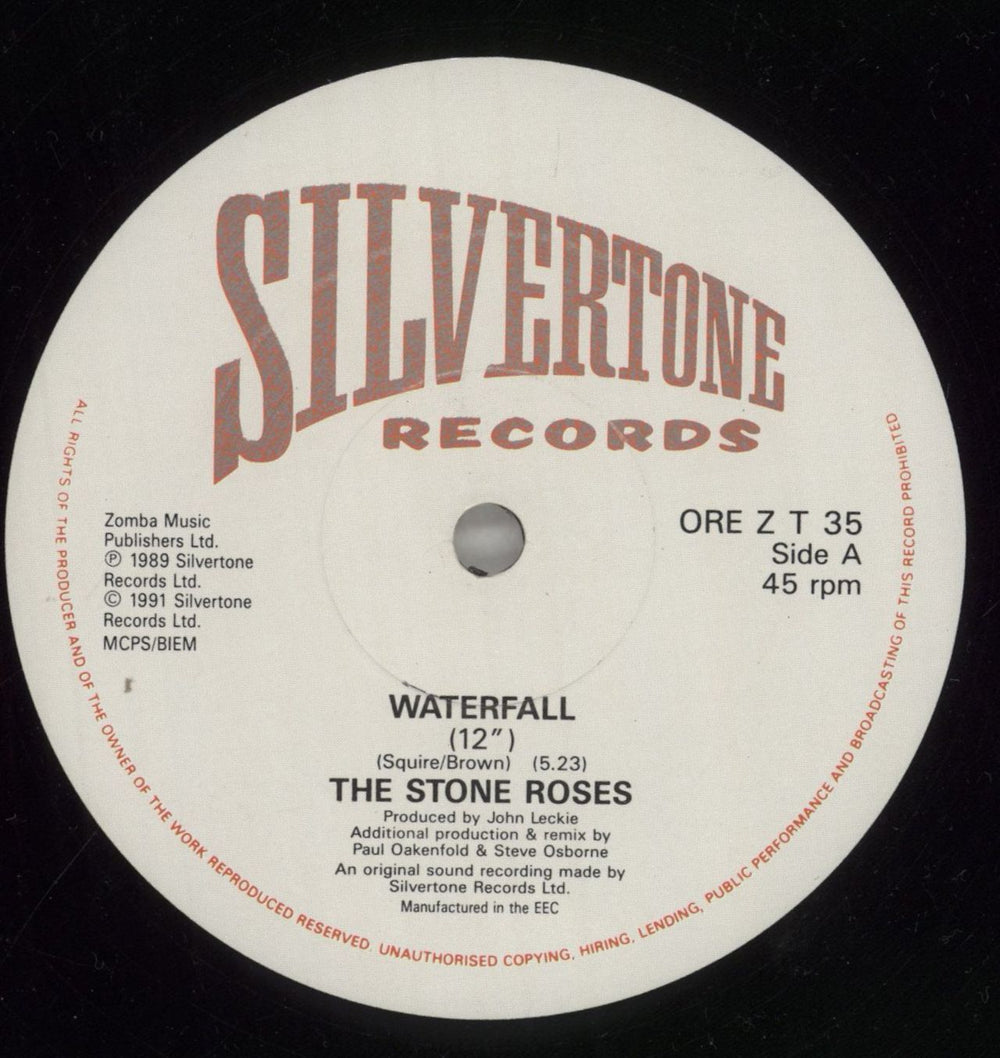 SILVERTONE
RECORDS
Zomba Music
Publishers Ltd.
℗ 1989 Silvertone
Records Ltd.
© 1991 Silvertone
Records Ltd.
MCPS/BIEM
ORE Z T 35
Side A
45 rpm
WATERFALL
(12")
(Squire/Brown) (5.23)
THE STONE ROSES
Produced by John Leckie
Additional production & remix by
Paul Oakenfold & Steve Osborne
An original sound recording made by
Silvertone Records Ltd.
Manufactured in the EEC
ALL RIGHTS OF THE PRODUCER AND OF THE OWNER OF THE WORK REPRODUCED RESERVED. UNAUTHORISED COPYING, HIRING, LENDING, PUBLIC PERFORMANCE AND BROADCASTING OF THIS RECORD PROHIBITED